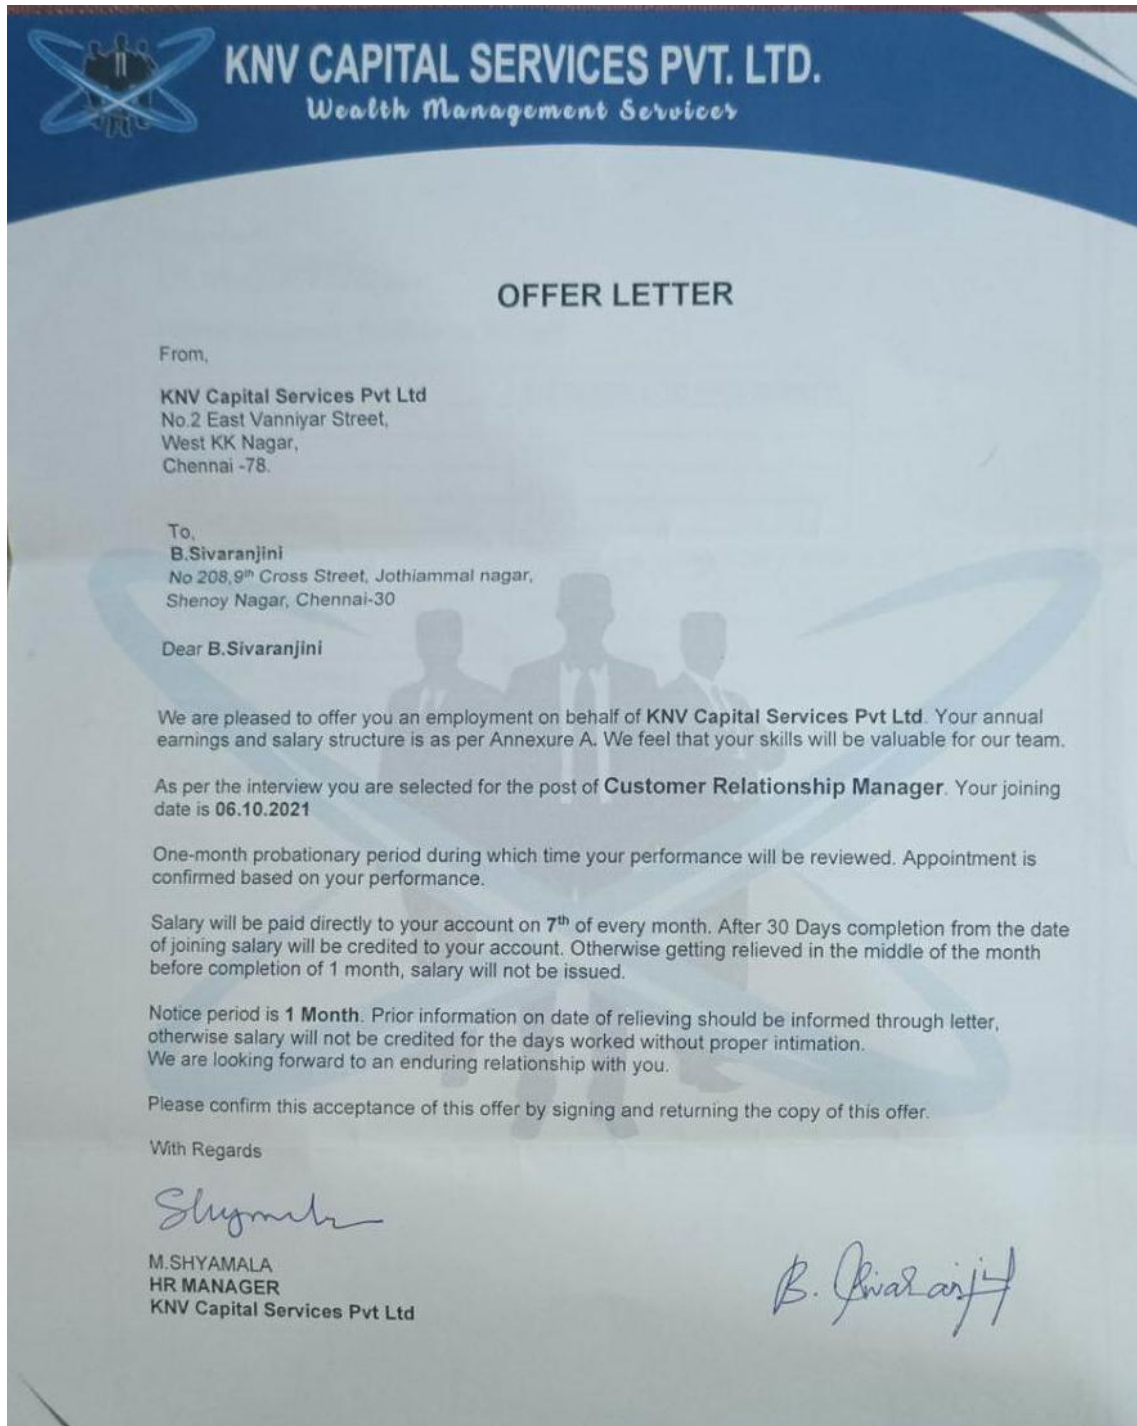 KNV CAPITAL SERVICES PVT. LTD.
Wealth Management Services
OFFER LETTER
From,
KNV Capital Services Pvt Ltd
No.2 East Vanniyar Street,
West KK Nagar,
Chennai -78.
To,
B.Sivaranjini
No 208,9th Cross Street, Jothiammal nagar,
Shenoy Nagar, Chennai-30
Dear B.Sivaranjini
We are pleased to offer you an employment on behalf of KNV Capital Services Pvt Ltd. Your annual
earnings and salary structure is as per Annexure A. We feel that your skills will be valuable for our team.
As per the interview you are selected for the post of Customer Relationship Manager. Your joining
date is 06.10.2021
One-month probationary period during which time your performance will be reviewed. Appointment is
confirmed based on your performance.
Salary will be paid directly to your account on 7th of every month. After 30 Days completion from the date
of joining salary will be credited to your account. Otherwise getting relieved in the middle of the month
before completion of 1 month, salary will not be issued.
Notice period is 1 Month. Prior information on date of relieving should be informed through letter,
otherwise salary will not be credited for the days worked without proper intimation.
We are looking forward to an enduring relationship with you.
Please confirm this acceptance of this offer by signing and returning the copy of this offer.
With Regards
M.SHYAMALA
HR MANAGER
KNV Capital Services Pvt Ltd